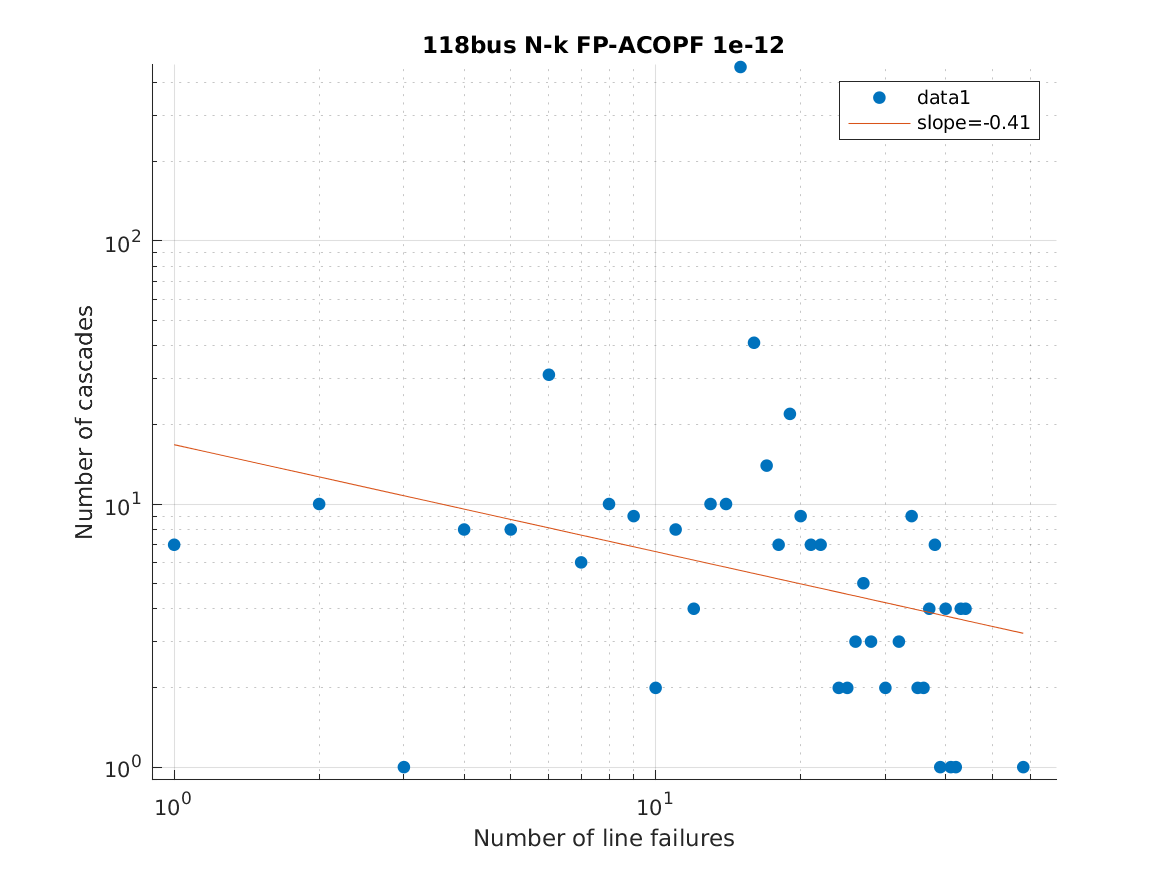 118bus N-k FP-ACOPF 1e-12
data1
slope=-0.41
Number of cascades
10^2
10^1
10^0
10^0
10^1
Number of line failures